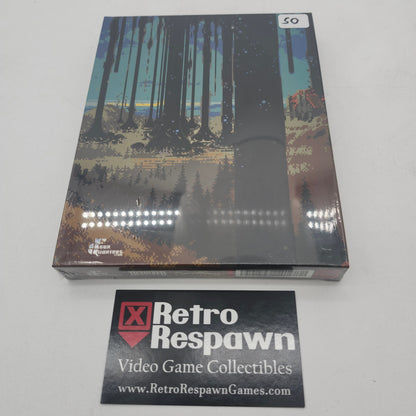 50
X Retro
Respawn
Video Game Collectibles
www.RetroRespawnGames.com